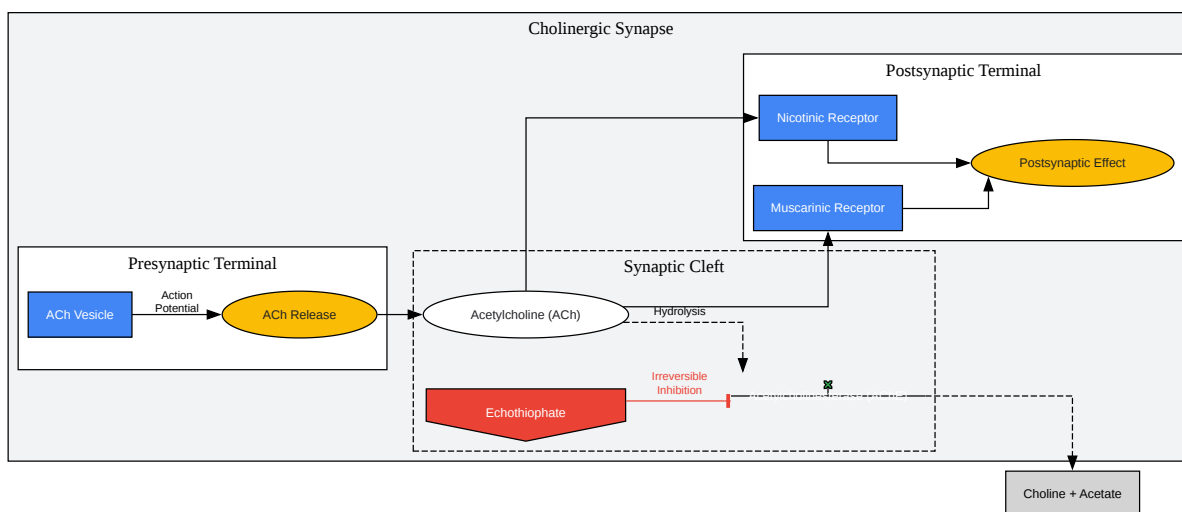 Cholinergic Synapse
Postsynaptic Terminal
Nicotinic Receptor
Postsynaptic Effect
Muscarinic Receptor
Presynaptic Terminal
Synaptic Cleft
ACh Vesicle
Action
Potential
ACh Release
Acetylcholine (ACh)
Hydrolysis
Irreversible
Inhibition
Echothiophate
Choline + Acetate